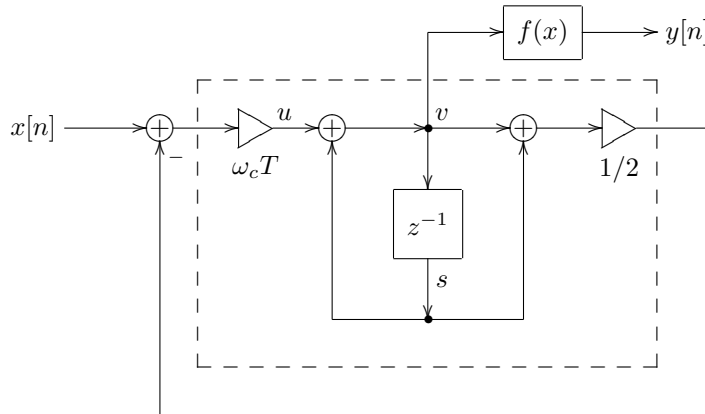 f(x) y[n]
x[n] + u + v +
− ω_cT 1/2
z⁻¹
s